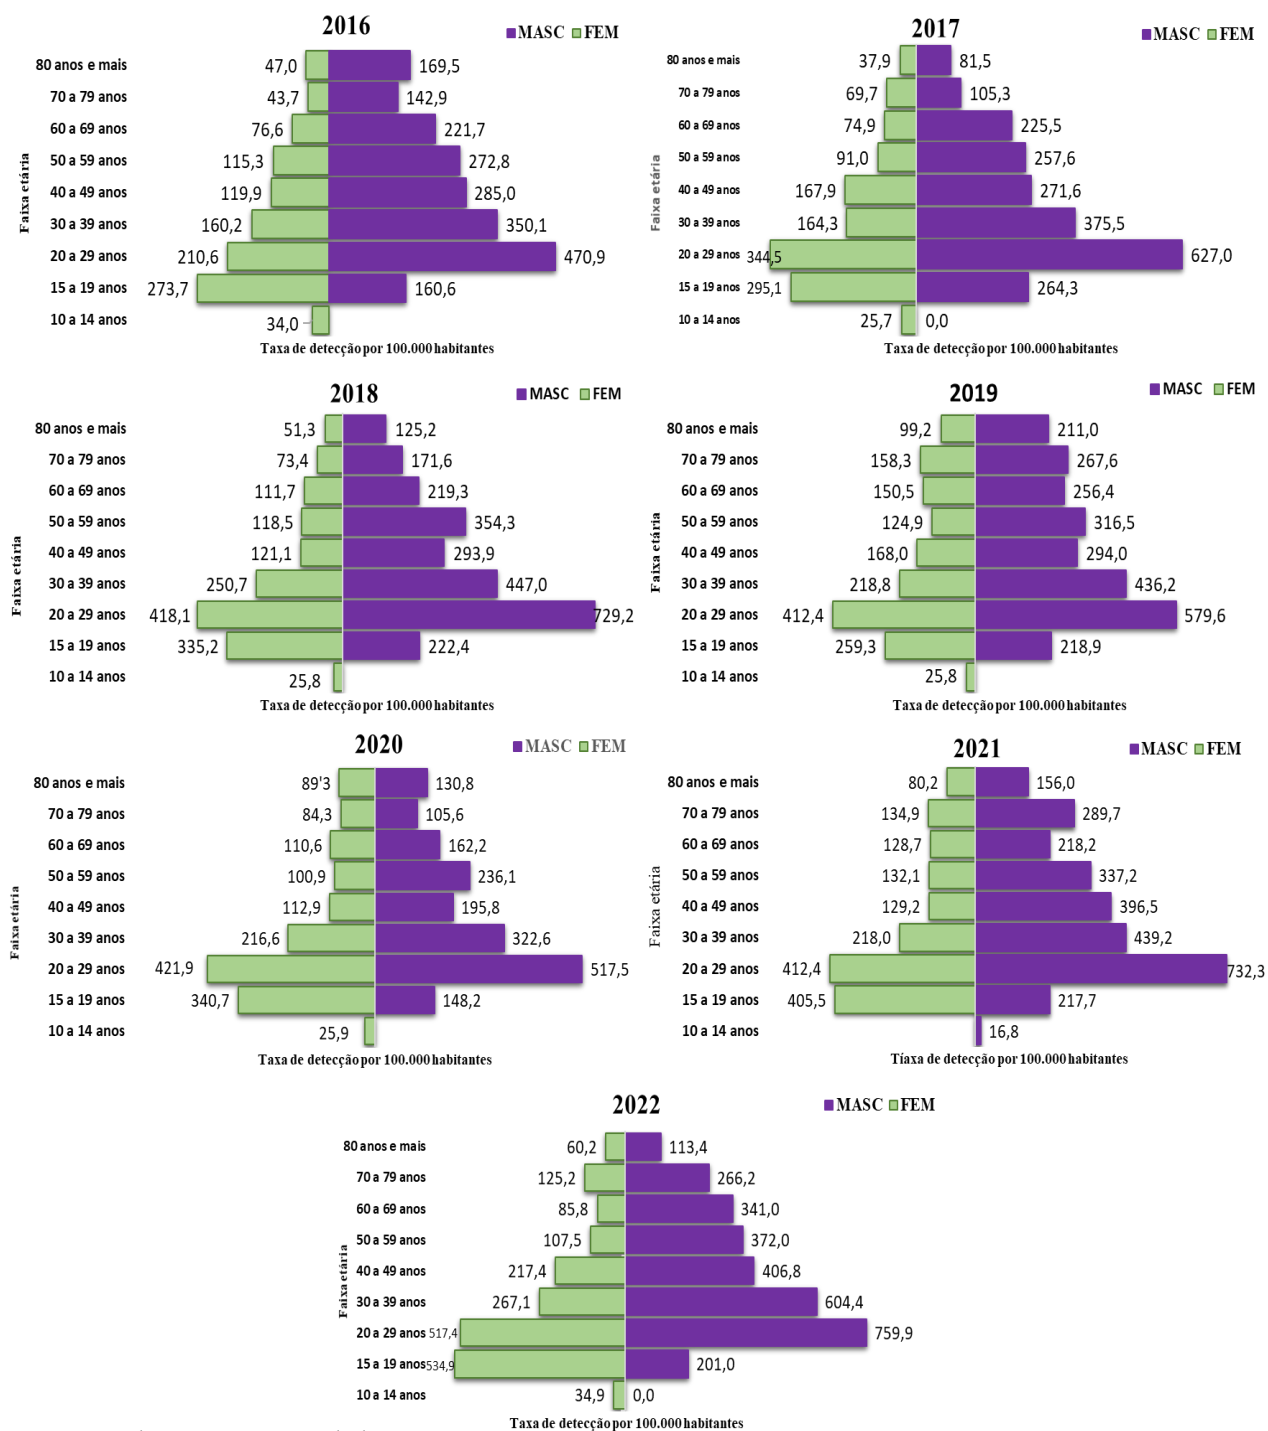 2016
MASC FEM
Faixa etária
80 anos e mais 47,0 169,5
70 a 79 anos 43,7 142,9
60 a 69 anos 76,6 221,7
50 a 59 anos 115,3 272,8
40 a 49 anos 119,9 285,0
30 a 39 anos 160,2 350,1
20 a 29 anos 210,6 470,9
15 a 19 anos 273,7 160,6
10 a 14 anos 34,0
Taxa de detecção por 100.000 habitantes
2017
MASC FEM
Faixa etária
80 anos e mais 37,9 81,5
70 a 79 anos 69,7 105,3
60 a 69 anos 74,9 225,5
50 a 59 anos 91,0 257,6
40 a 49 anos 167,9 271,6
30 a 39 anos 164,3 375,5
20 a 29 anos 344,5 627,0
15 a 19 anos 295,1 264,3
10 a 14 anos 25,7 0,0
Taxa de detecção por 100.000 habitantes
2018
MASC FEM
Faixa etária
80 anos e mais 51,3 125,2
70 a 79 anos 73,4 171,6
60 a 69 anos 111,7 219,3
50 a 59 anos 118,5 354,3
40 a 49 anos 121,1 293,9
30 a 39 anos 250,7 447,0
20 a 29 anos 418,1 729,2
15 a 19 anos 335,2 222,4
10 a 14 anos 25,8
Taxa de detecção por 100.000 habitantes
2019
MASC FEM
Faixa etária
80 anos e mais 99,2 211,0
70 a 79 anos 158,3 267,6
60 a 69 anos 150,5 256,4
50 a 59 anos 124,9 316,5
40 a 49 anos 168,0 294,0
30 a 39 anos 218,8 436,2
20 a 29 anos 412,4 579,6
15 a 19 anos 259,3 218,9
10 a 14 anos 25,8
Taxa de detecção por 100.000 habitantes
2020
MASC FEM
Faixa etária
80 anos e mais 89'3 130,8
70 a 79 anos 84,3 105,6
60 a 69 anos 110,6 162,2
50 a 59 anos 100,9 236,1
40 a 49 anos 112,9 195,8
30 a 39 anos 216,6 322,6
20 a 29 anos 421,9 517,5
15 a 19 anos 340,7 148,2
10 a 14 anos 25,9
Taxa de detecção por 100.000 habitantes
2021
MASC FEM
Faixa etária
80 anos e mais 80,2 156,0
70 a 79 anos 134,9 289,7
60 a 69 anos 128,7 218,2
50 a 59 anos 132,1 337,2
40 a 49 anos 129,2 396,5
30 a 39 anos 218,0 439,2
20 a 29 anos 412,4 732,3
15 a 19 anos 405,5 217,7
10 a 14 anos 16,8
Tíaxa de detecção por 100.000 habitantes
2022
MASC FEM
Faixa etária
80 anos e mais 60,2 113,4
70 a 79 anos 125,2 266,2
60 a 69 anos 85,8 341,0
50 a 59 anos 107,5 372,0
40 a 49 anos 217,4 406,8
30 a 39 anos 267,1 604,4
20 a 29 anos 517,4 759,9
15 a 19 anos 534,9 201,0
10 a 14 anos 34,9 0,0
Taxa de detecção por 100.000 habitantes